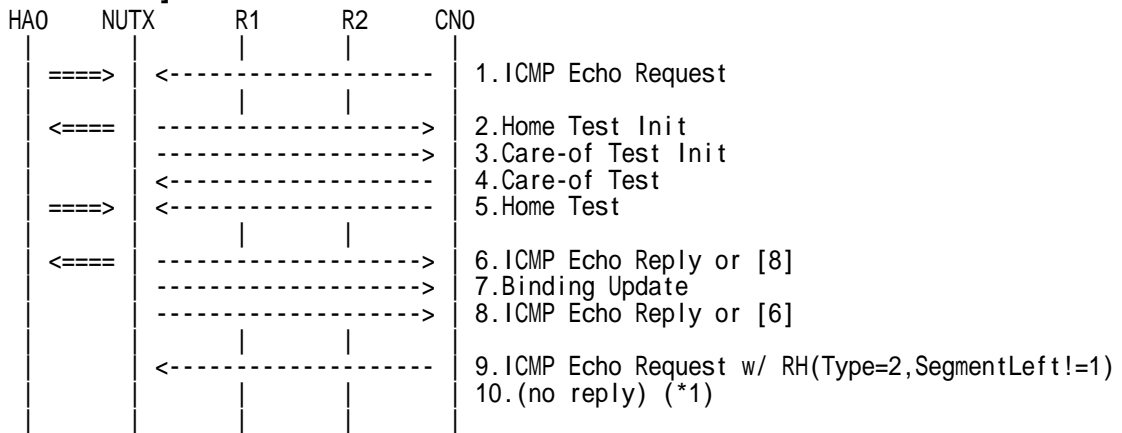 HA0 NUTX R1 R2 CN0
| | | | |
| ====> | <--------------------- | 1.ICMP Echo Request
| | | | |
| <==== | ---------------------> | 2.Home Test Init
| | ---------------------> | 3.Care-of Test Init
| | <--------------------- | 4.Care-of Test
| ====> | <--------------------- | 5.Home Test
| | | | |
| <==== | ---------------------> | 6.ICMP Echo Reply or [8]
| | ---------------------> | 7.Binding Update
| | ---------------------> | 8.ICMP Echo Reply or [6]
| | | | |
| | <--------------------- | 9.ICMP Echo Request w/ RH(Type=2,SegmentLeft!=1)
| | | | | 10.(no reply) (*1)
| | | | |